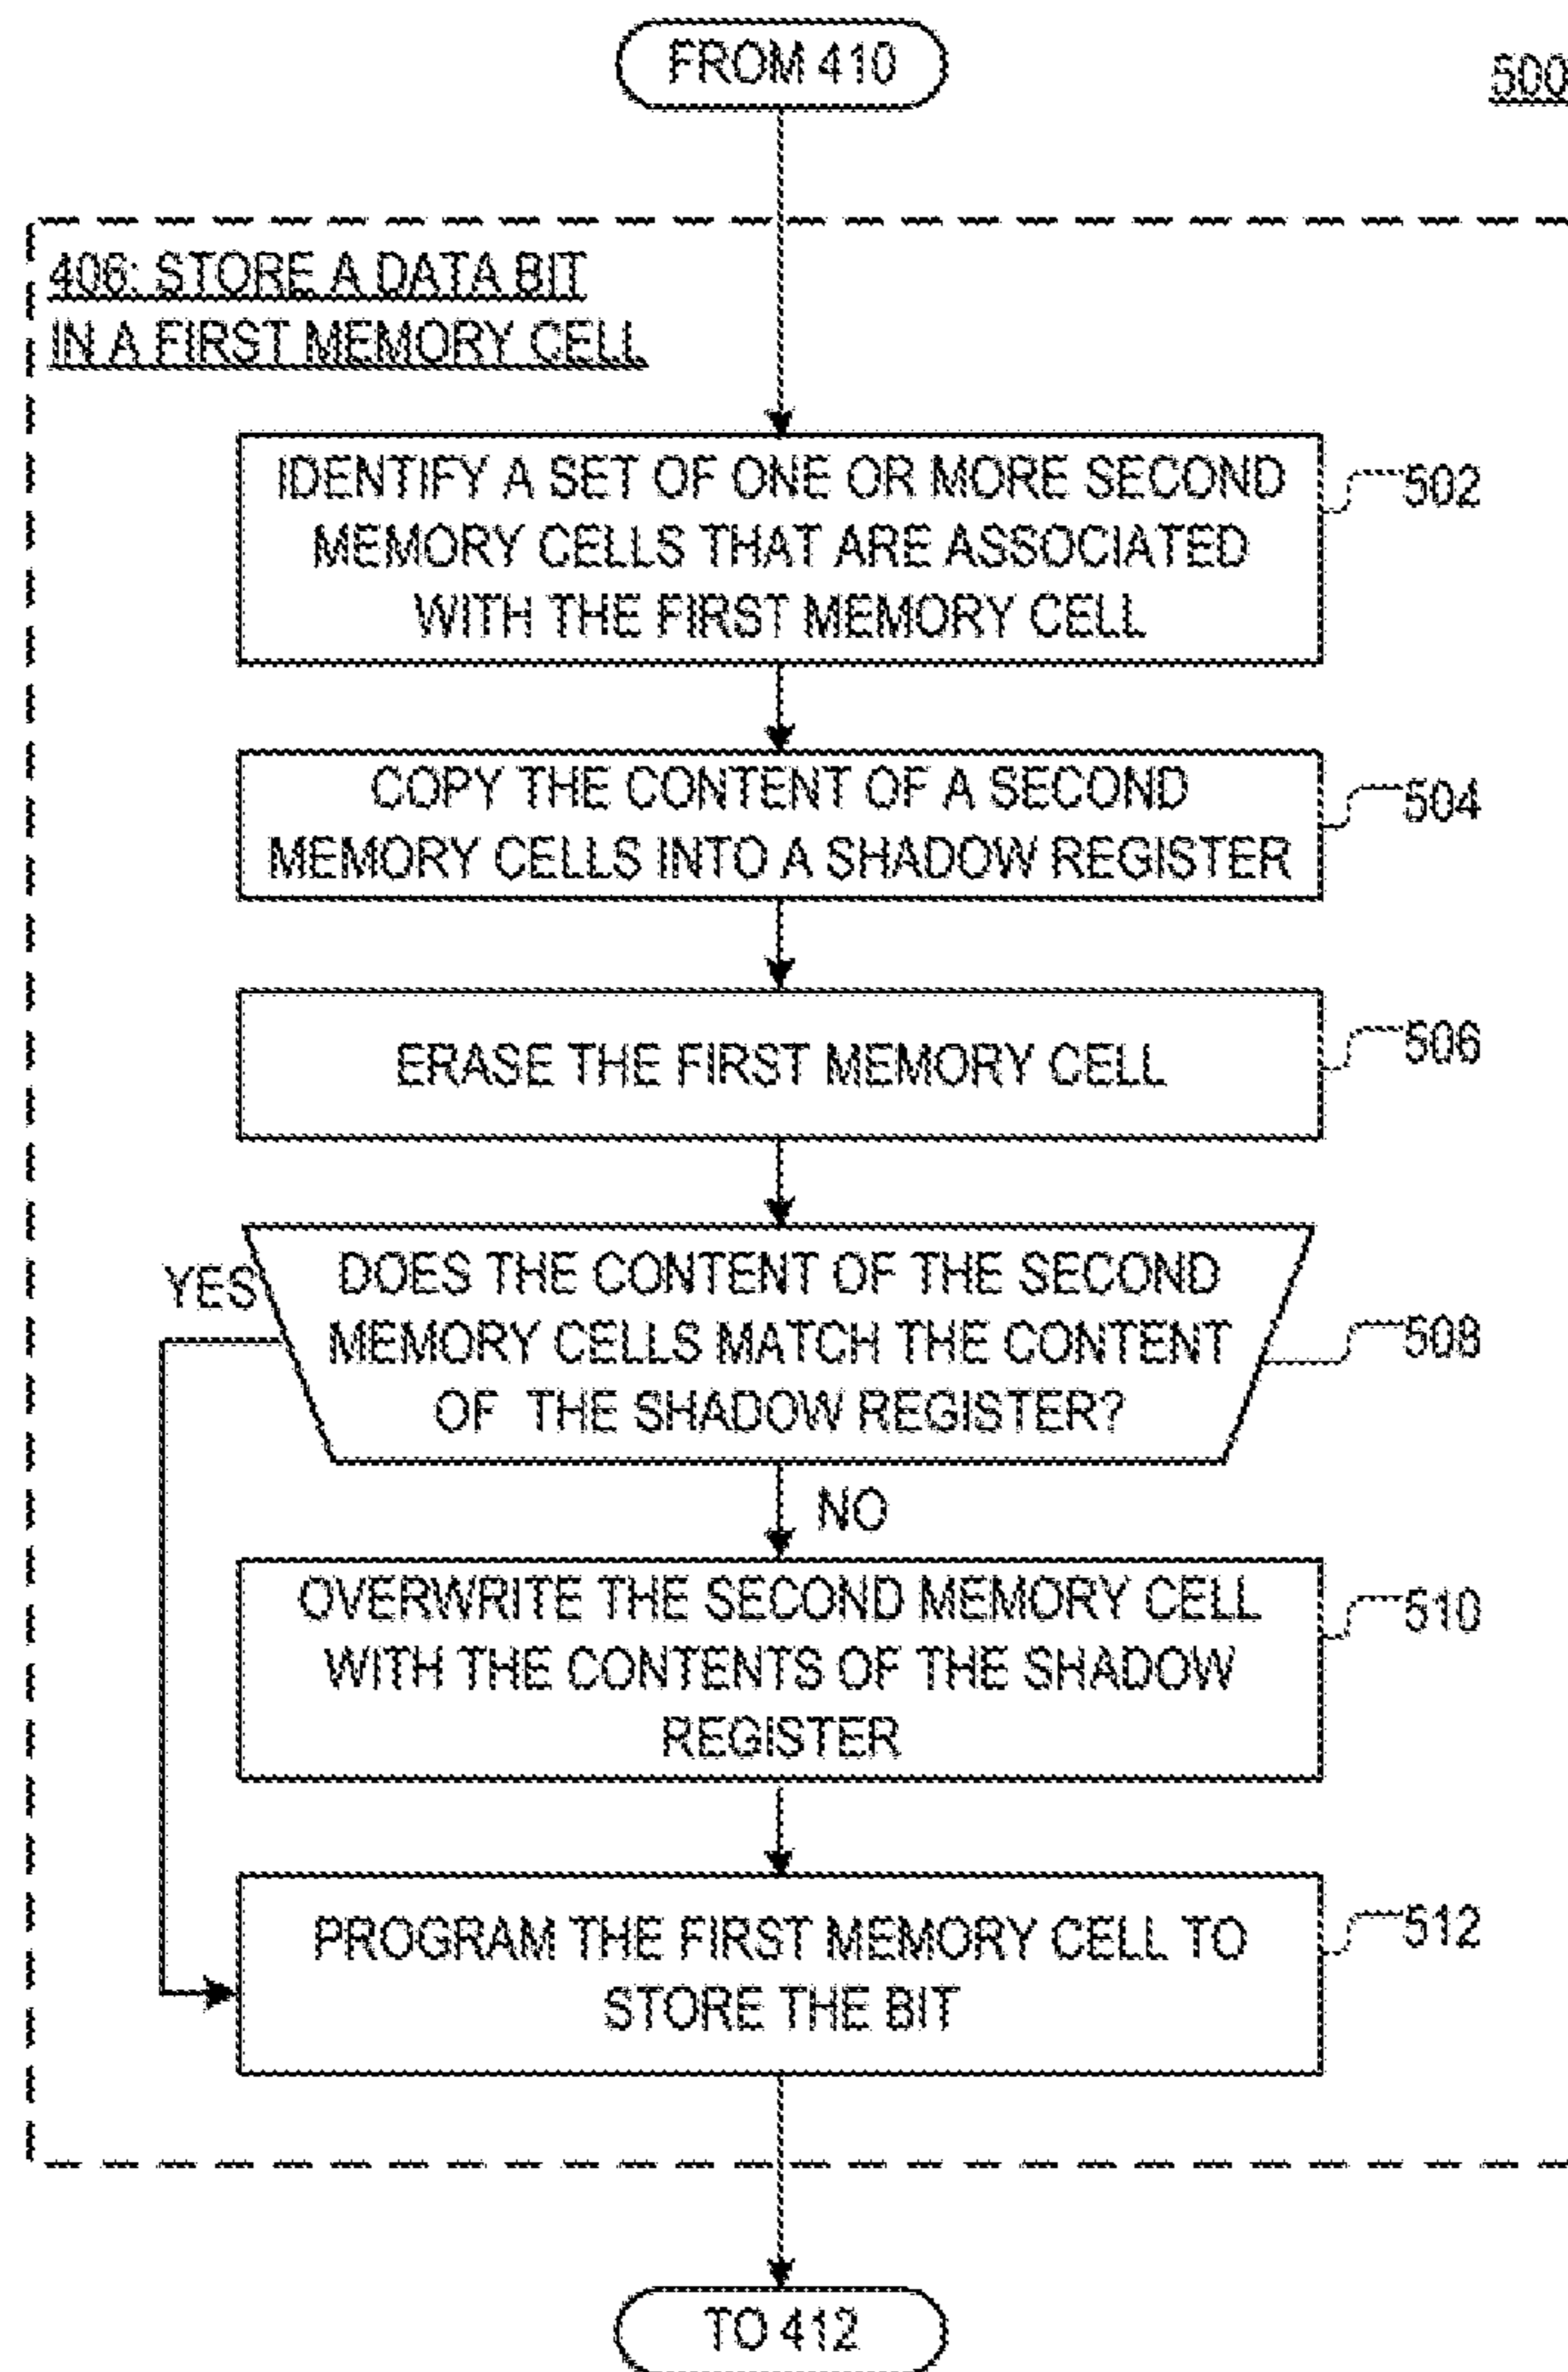 FROM 410
500
406: STORE A DATA BIT
IN A FIRST MEMORY CELL
IDENTIFY A SET OF ONE OR MORE SECOND
MEMORY CELLS THAT ARE ASSOCIATED
WITH THE FIRST MEMORY CELL
502
COPY THE CONTENT OF A SECOND
MEMORY CELLS INTO A SHADOW REGISTER
504
ERASE THE FIRST MEMORY CELL
506
YES
DOES THE CONTENT OF THE SECOND
MEMORY CELLS MATCH THE CONTENT
OF THE SHADOW REGISTER?
508
NO
OVERWRITE THE SECOND MEMORY CELL
WITH THE CONTENTS OF THE SHADOW
REGISTER
510
PROGRAM THE FIRST MEMORY CELL TO
STORE THE BIT
512
TO 412